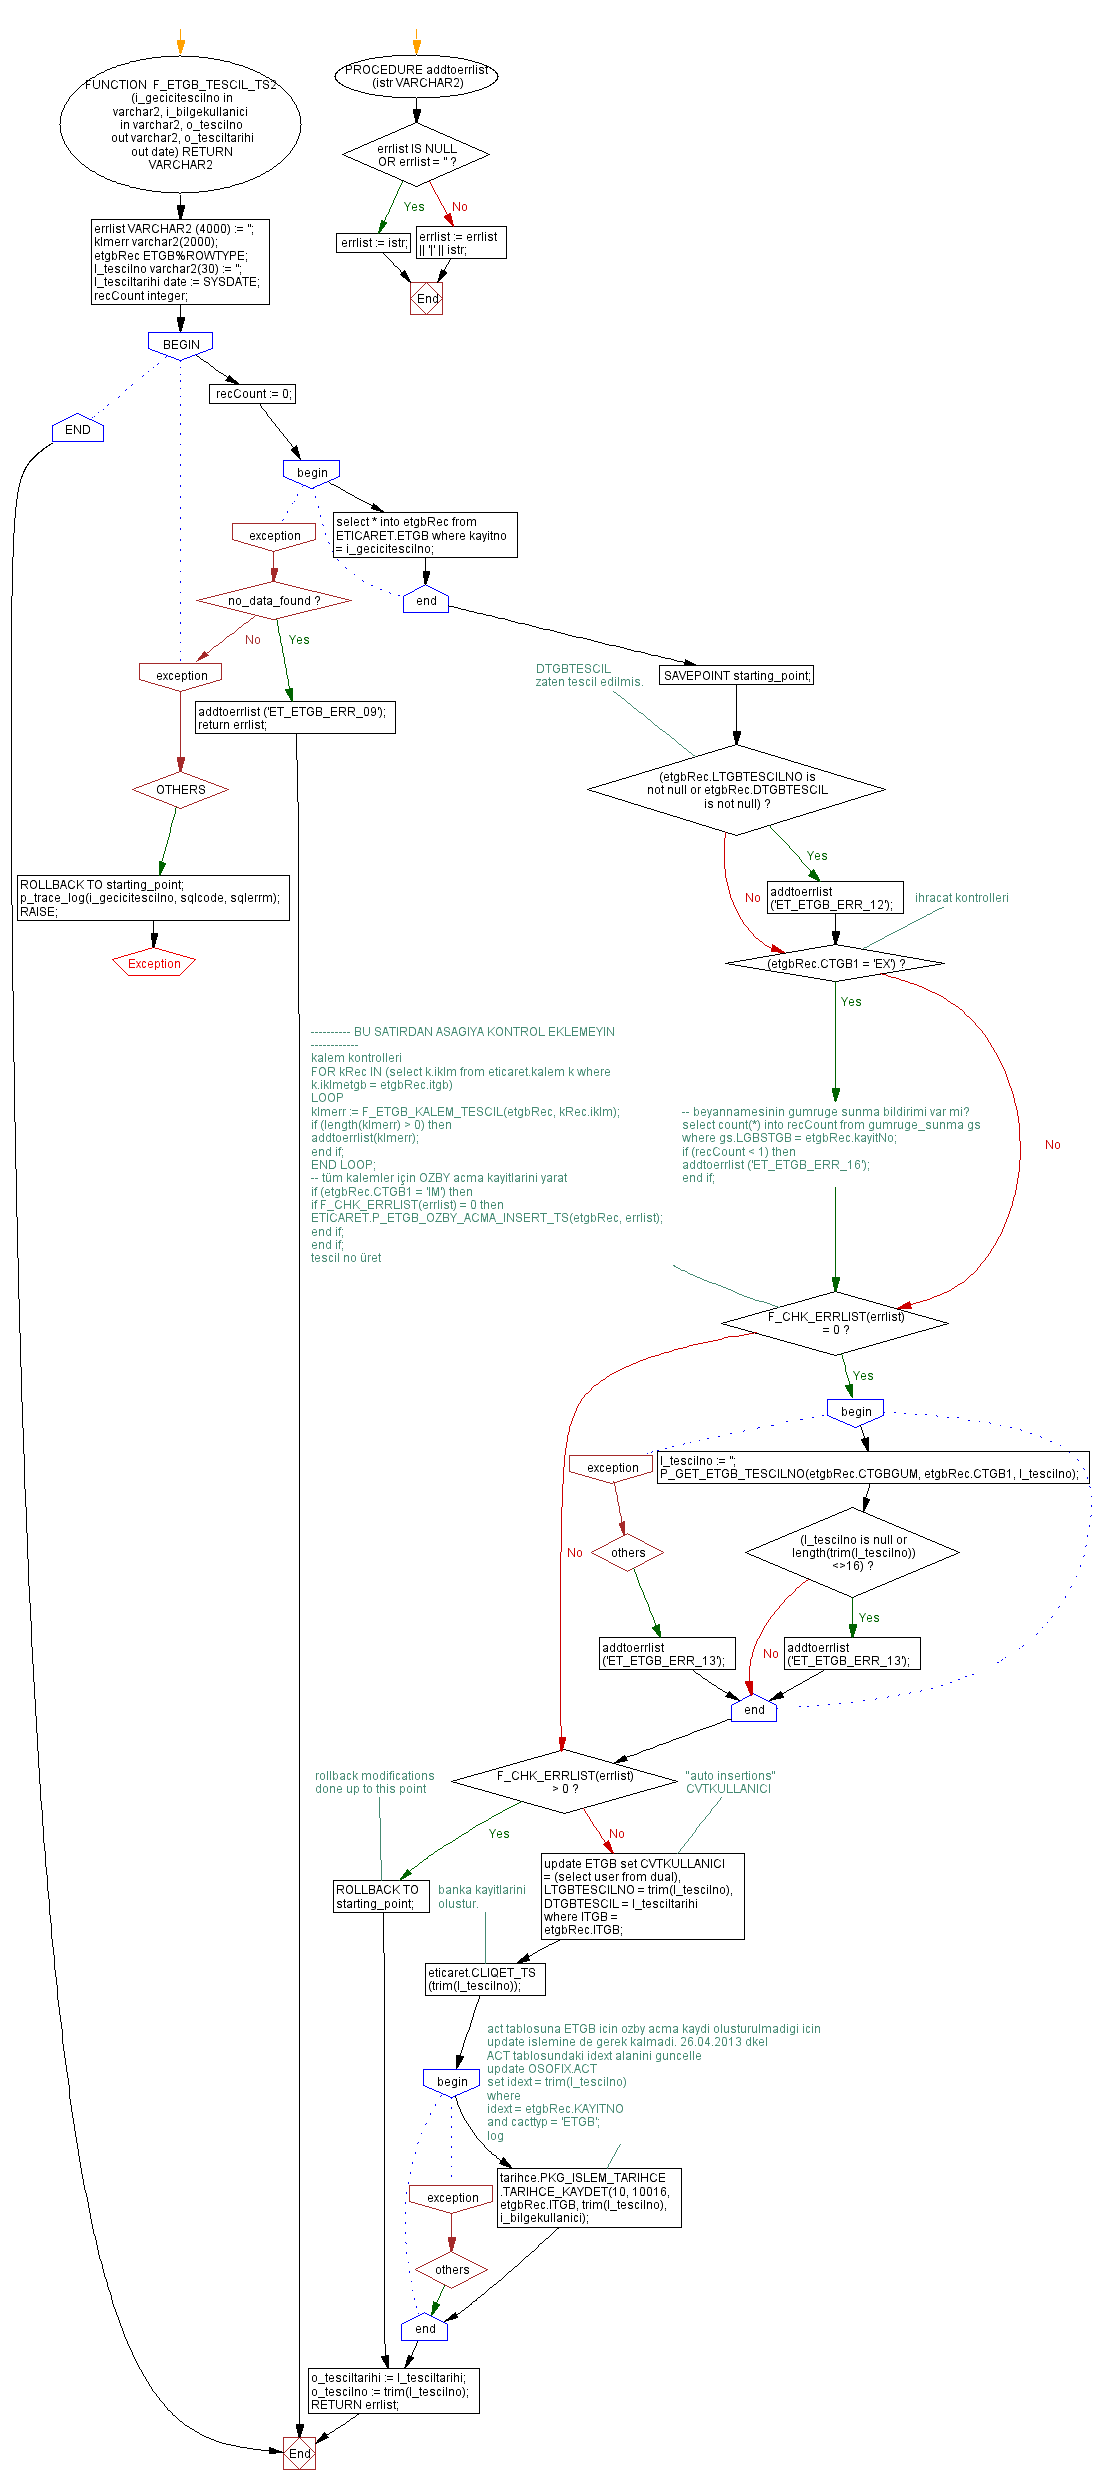 FUNCTION  F_ETGB_TESCIL_TS2
(i_gecicitescilno in
varchar2, i_bilgekullanici
in varchar2, o_tescilno
out varchar2, o_tesciltarihi
out date) RETURN
VARCHAR2
PROCEDURE addtoerrlist
(istr VARCHAR2)
errlist IS NULL
OR errlist = '' ?
Yes
No
errlist := istr;
errlist := errlist
|| '|' || istr;
End
errlist VARCHAR2 (4000) := '';
klmerr varchar2(2000);
etgbRec ETGB%ROWTYPE;
l_tescilno varchar2(30) := '';
l_tesciltarihi date := SYSDATE;
recCount integer;
BEGIN
recCount := 0;
END
begin
select * into etgbRec from
ETICARET.ETGB where kayitno
= i_gecicitescilno;
exception
no_data_found ?
end
No
Yes
exception
DTGBTESCIL
zaten tescil edilmis.
SAVEPOINT starting_point;
addtoerrlist ('ET_ETGB_ERR_09');
return errlist;
OTHERS
(etgbRec.LTGBTESCILNO is
not null or etgbRec.DTGBTESCIL
is not null) ?
Yes
No
ROLLBACK TO starting_point;
p_trace_log(i_gecicitescilno, sqlcode, sqlerrm);
RAISE;
addtoerrlist
('ET_ETGB_ERR_12');
ihracat kontrolleri
Exception
(etgbRec.CTGB1 = 'EX') ?
Yes
No
---------- BU SATIRDAN ASAGIYA KONTROL EKLEMEYIN
------------
kalem kontrolleri
FOR kRec IN (select k.iklm from eticaret.kalem k where
k.iklmetgb = etgbRec.itgb)
LOOP
klmerr := F_ETGB_KALEM_TESCIL(etgbRec, kRec.iklm);
if (length(klmerr) > 0) then
addtoerrlist(klmerr);
end if;
END LOOP;
-- tüm kalemler için OZBY acma kayitlarini yarat
if (etgbRec.CTGB1 = 'IM') then
if F_CHK_ERRLIST(errlist) = 0 then
ETICARET.P_ETGB_OZBY_ACMA_INSERT_TS(etgbRec, errlist);
end if;
end if;
tescil no üret
-- beyannamesinin gumruge sunma bildirimi var mi?
select count(*) into recCount from gumruge_sunma gs
where gs.LGBSTGB = etgbRec.kayitNo;
if (recCount < 1) then
addtoerrlist ('ET_ETGB_ERR_16');
end if;
F_CHK_ERRLIST(errlist)
= 0 ?
Yes
No
begin
exception
l_tescilno := '';
P_GET_ETGB_TESCILNO(etgbRec.CTGBGUM, etgbRec.CTGB1, l_tescilno);
others
(l_tescilno is null or
length(trim(l_tescilno))
<>16) ?
Yes
No
addtoerrlist
('ET_ETGB_ERR_13');
addtoerrlist
('ET_ETGB_ERR_13');
end
F_CHK_ERRLIST(errlist)
> 0 ?
rollback modifications
done up to this point
"auto insertions"
CVTKULLANICI
Yes
No
ROLLBACK TO
starting_point;
update ETGB set CVTKULLANICI
= (select user from dual),
LTGBTESCILNO = trim(l_tescilno),
DTGBTESCIL = l_tesciltarihi
where ITGB =
etgbRec.ITGB;
banka kayitlarini
olustur.
eticaret.CLIQET_TS
(trim(l_tescilno));
act tablosuna ETGB icin ozby acma kaydi olusturulmadigi icin
update islemine de gerek kalmadi. 26.04.2013 dkel
ACT tablosundaki idext alanini guncelle
update OSOFIX.ACT
set idext = trim(l_tescilno)
where
idext = etgbRec.KAYITNO
and cacttyp = 'ETGB';
log
begin
exception
tarihce.PKG_ISLEM_TARIHCE
.TARIHCE_KAYDET(10, 10016,
etgbRec.ITGB, trim(l_tescilno),
i_bilgekullanici);
others
end
o_tesciltarihi := l_tesciltarihi;
o_tescilno := trim(l_tescilno);
RETURN errlist;
End